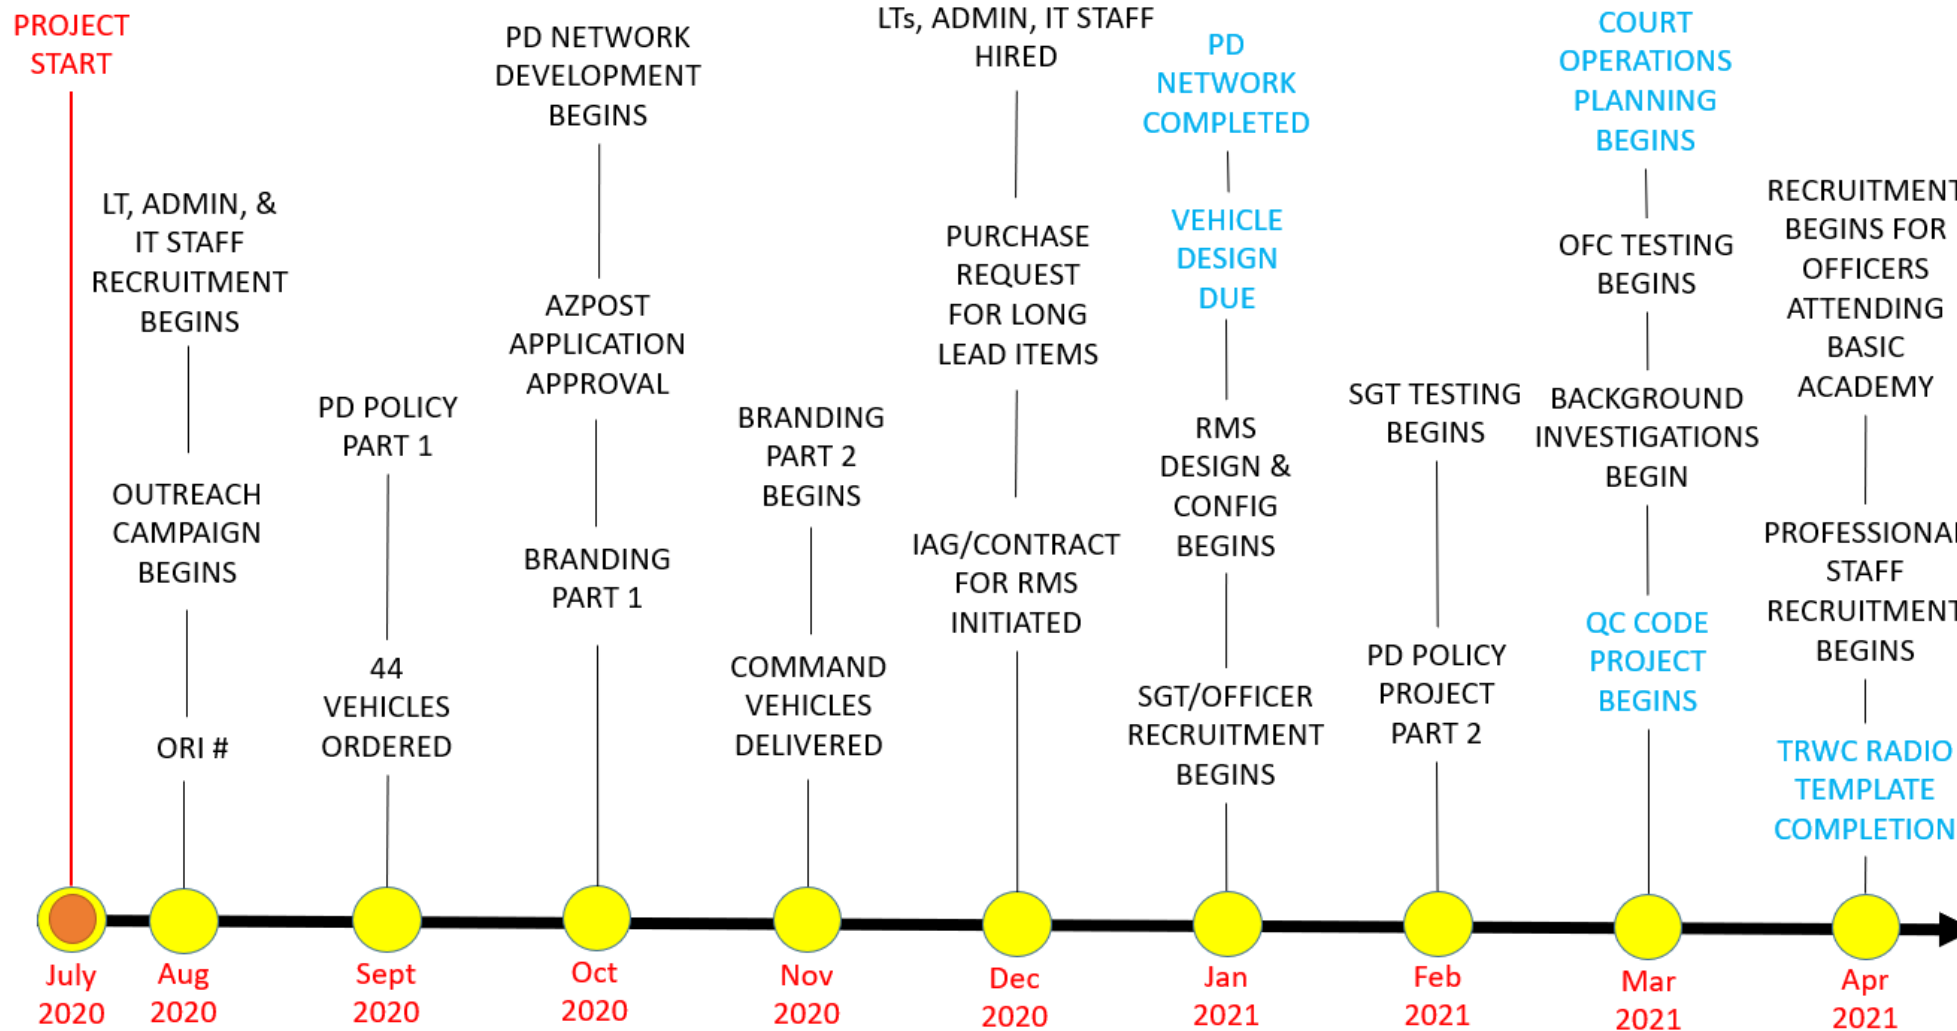 PROJECT
START
LT, ADMIN, &
IT STAFF
RECRUITMENT
BEGINS
OUTREACH
CAMPAIGN
BEGINS
ORI #
PD POLICY
PART 1
44
VEHICLES
ORDERED
PD NETWORK
DEVELOPMENT
BEGINS
AZPOST
APPLICATION
APPROVAL
BRANDING
PART 1
BRANDING
PART 2
BEGINS
COMMAND
VEHICLES
DELIVERED
LTs, ADMIN, IT STAFF
HIRED
PURCHASE
REQUEST
FOR LONG
LEAD ITEMS
IAG/CONTRACT
FOR RMS
INITIATED
PD
NETWORK
COMPLETED
VEHICLE
DESIGN
DUE
RMS
DESIGN &
CONFIG
BEGINS
SGT/OFFICER
RECRUITMENT
BEGINS
SGT TESTING
BEGINS
PD POLICY
PROJECT
PART 2
COURT
OPERATIONS
PLANNING
BEGINS
OFC TESTING
BEGINS
BACKGROUND
INVESTIGATIONS
BEGIN
QC CODE
PROJECT
BEGINS
RECRUITMENT
BEGINS FOR
OFFICERS
ATTENDING
BASIC
ACADEMY
PROFESSIONAL
STAFF
RECRUITMENT
BEGINS
TRWC RADIO
TEMPLATE
COMPLETION
July
2020
Aug
2020
Sept
2020
Oct
2020
Nov
2020
Dec
2020
Jan
2021
Feb
2021
Mar
2021
Apr
2021